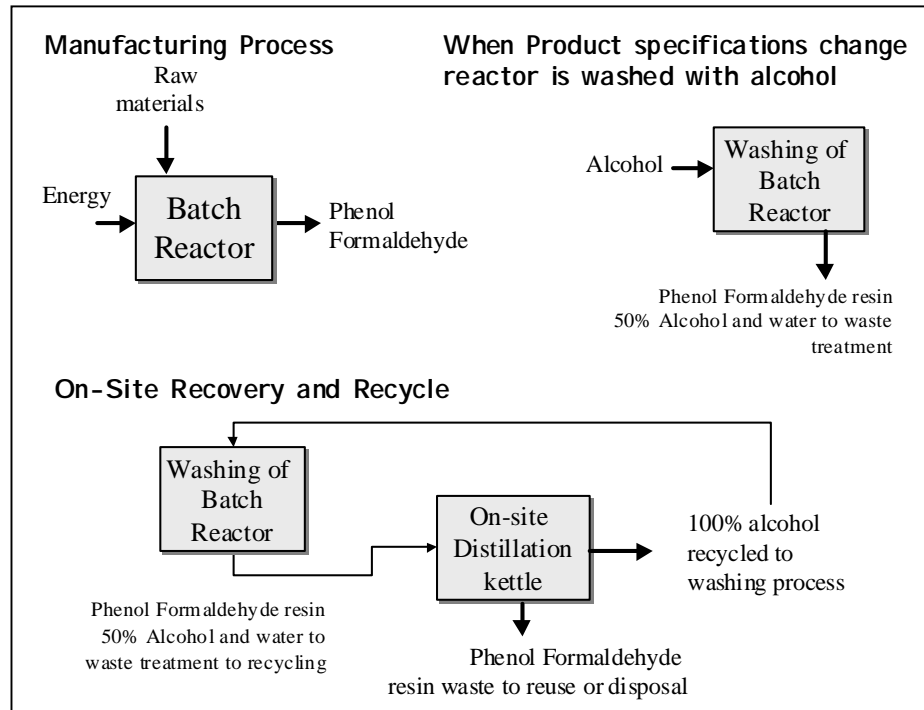 Manufacturing Process
Raw
materials
Energy
Batch
Reactor
Phenol
Formaldehyde
When Product specifications change
reactor is washed with alcohol
Alcohol
Washing of
Batch
Reactor
Phenol Formaldehyde resin
50% Alcohol and water to waste
treatment
On-Site Recovery and Recycle
Washing of
Batch
Reactor
Phenol Formaldehyde resin
50% Alcohol and water to
waste treatment to recycling
On-site
Distillation
kettle
Phenol Formaldehyde
resin waste to reuse or disposal
100% alcohol
recycled to
washing process